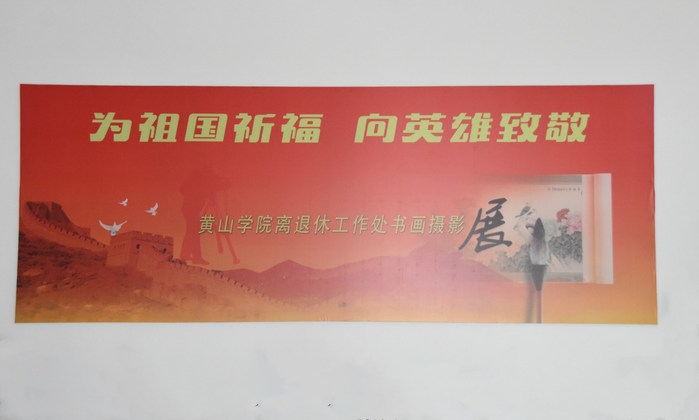 为祖国祈福 向英雄致敬
黄山学院离退休工作处书画摄影展